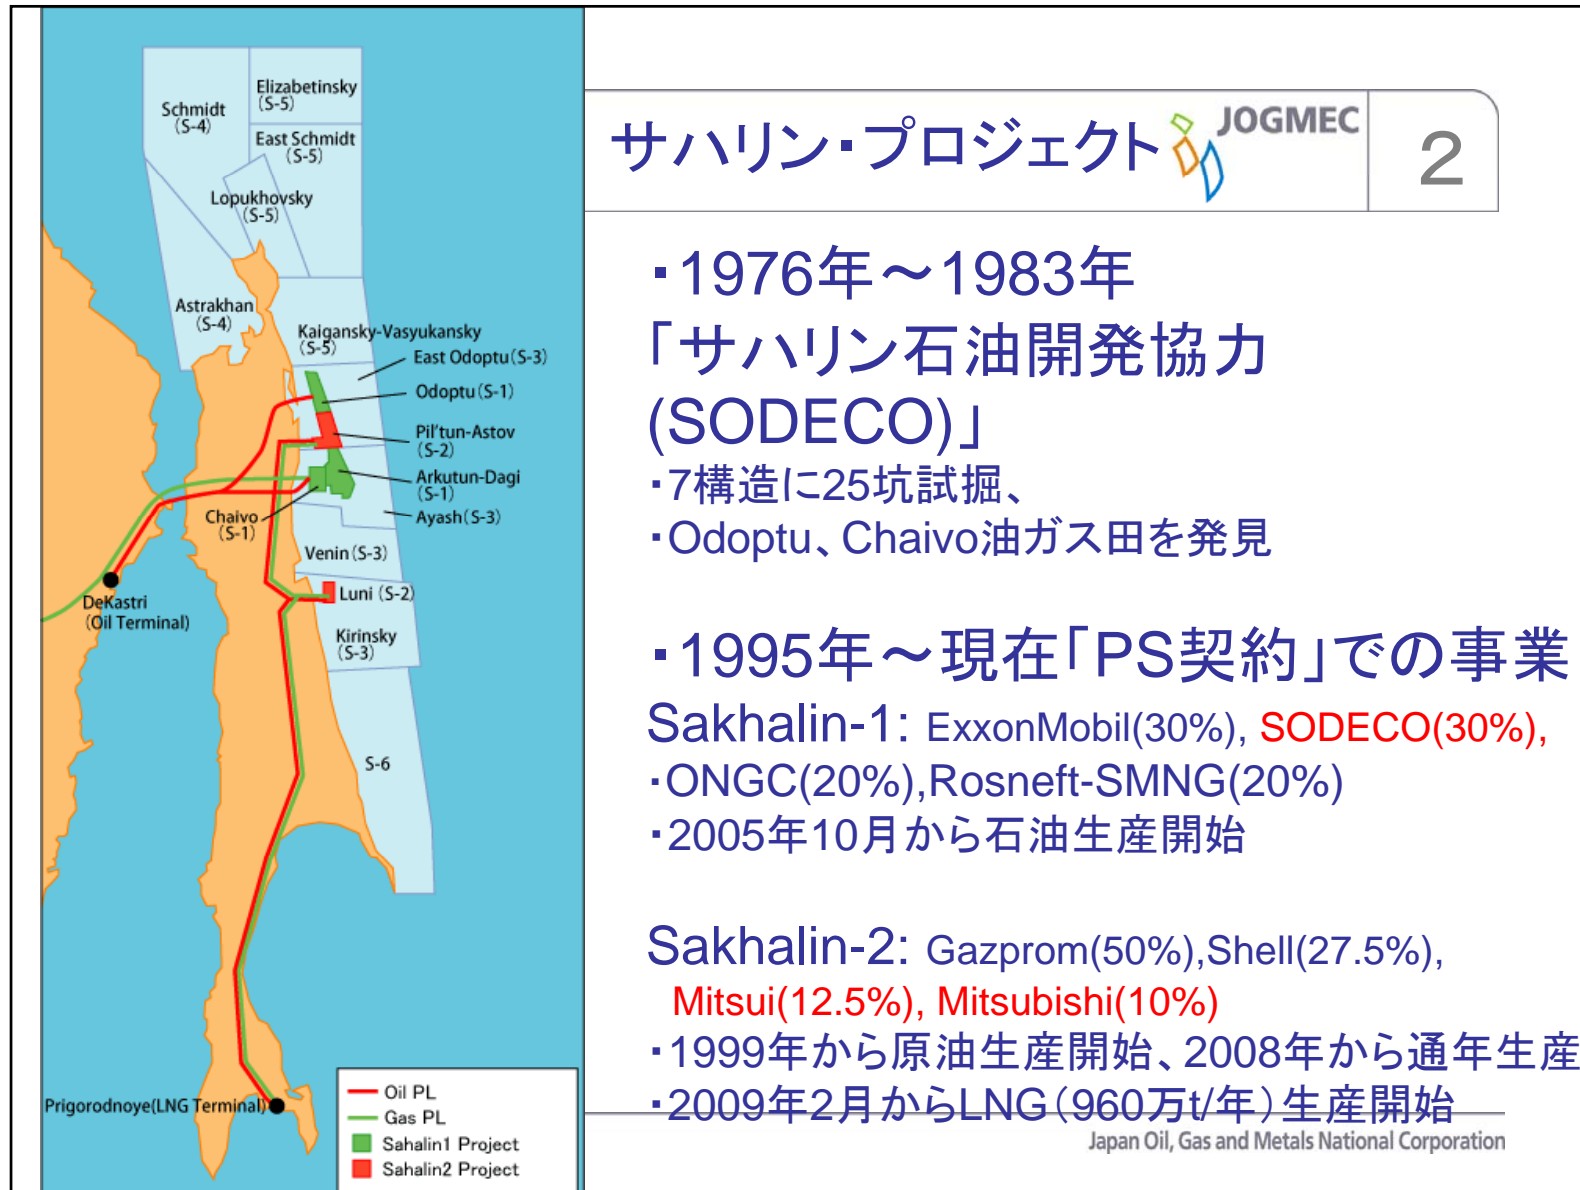 Schmidt
(S-4)
Elizabetinsky
(S-5)
East Schmidt
(S-5)
Lopukhovsky
(S-5)
Astrakhan
(S-4)
Kaigansky-Vasyukansky
(S-5)
East Odoptu(S-3)
Odoptu(S-1)
Pil'tun-Astov
(S-2)
Arkutun-Dagi
(S-1)
Chaivo
(S-1)
Ayash(S-3)
Venin(S-3)
DeKastri
(Oil Terminal)
Luni (S-2)
Kirinsky
(S-3)
S-6
Prigorodnoye(LNG Terminal)
Oil PL
Gas PL
Sahalin1 Project
Sahalin2 Project
サハリン・プロジェクト
JOGMEC
2
・1976年～1983年
「サハリン石油開発協力
(SODECO)」
・7構造に25坑試掘、
・Odoptu、Chaivo油ガス田を発見
・1995年～現在「PS契約」での事業
Sakhalin-1: ExxonMobil(30%), SODECO(30%),
・ONGC(20%),Rosneft-SMNG(20%)
・2005年10月から石油生産開始
Sakhalin-2: Gazprom(50%),Shell(27.5%),
Mitsui(12.5%), Mitsubishi(10%)
・1999年から原油生産開始、2008年から通年生産
・2009年2月からLNG（960万t/年）生産開始
Japan Oil, Gas and Metals National Corporation